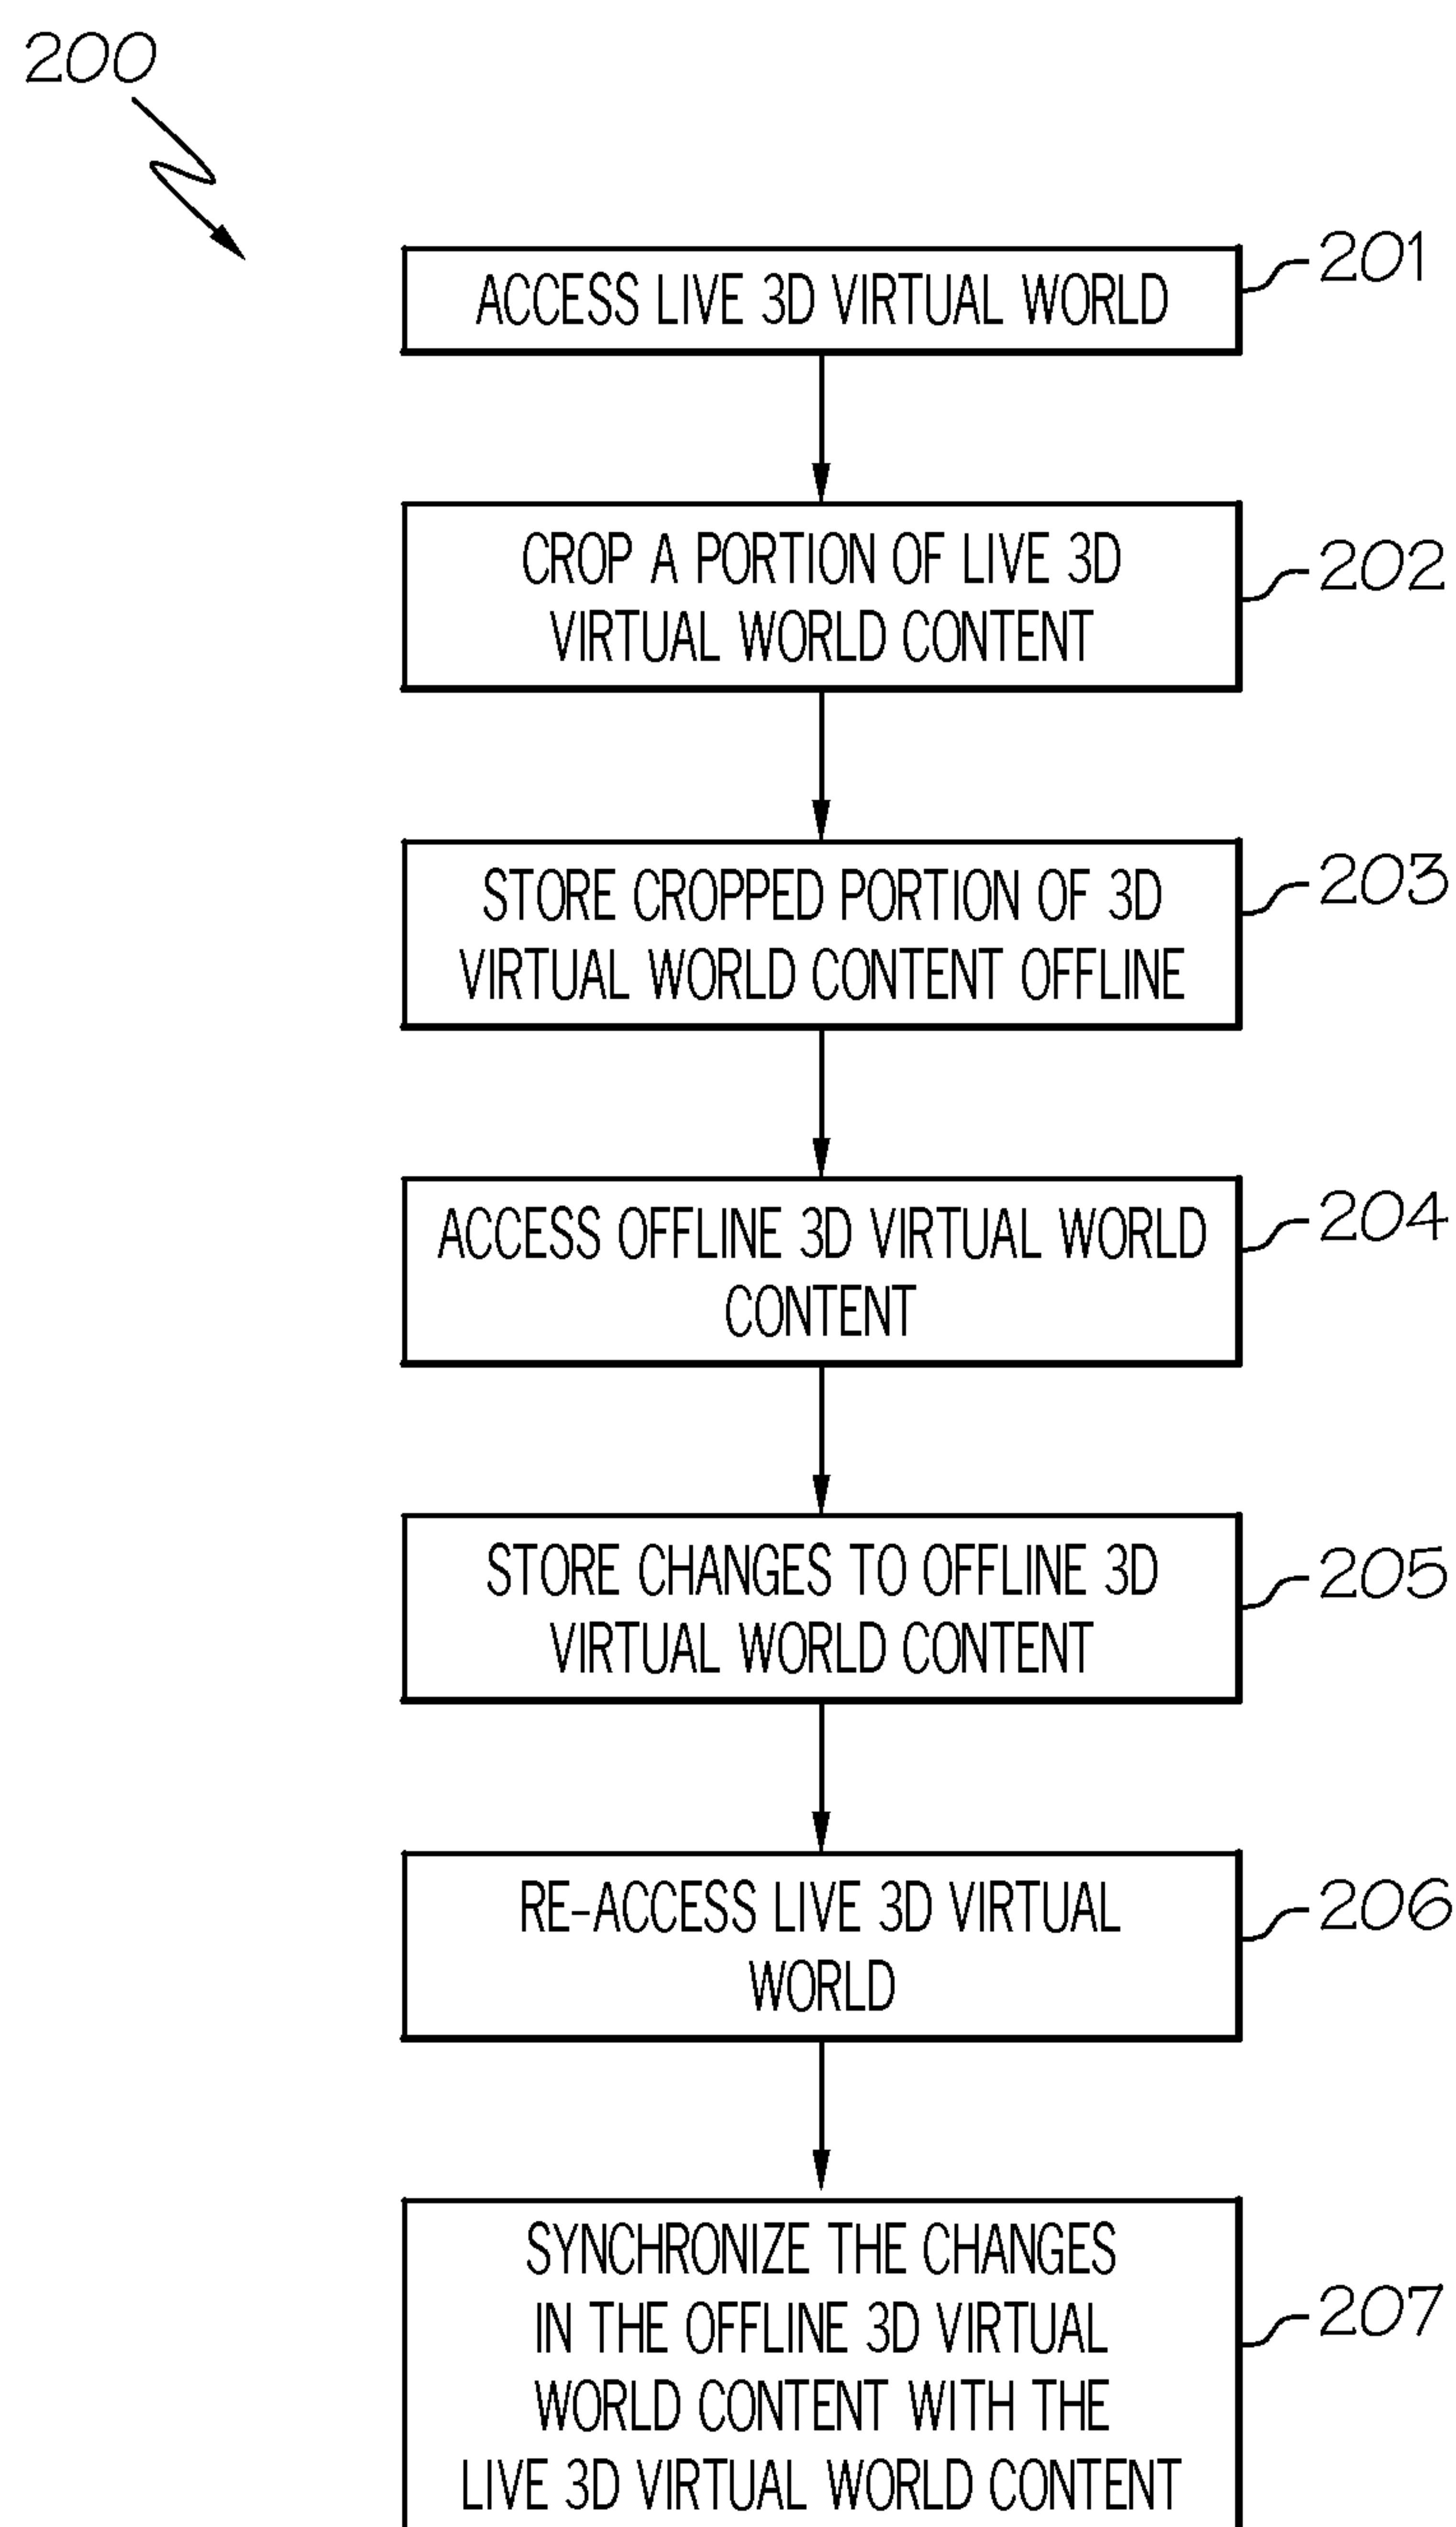 200
ACCESS LIVE 3D VIRTUAL WORLD
201
CROP A PORTION OF LIVE 3D
VIRTUAL WORLD CONTENT
202
STORE CROPPED PORTION OF 3D
VIRTUAL WORLD CONTENT OFFLINE
203
ACCESS OFFLINE 3D VIRTUAL WORLD
CONTENT
204
STORE CHANGES TO OFFLINE 3D
VIRTUAL WORLD CONTENT
205
RE-ACCESS LIVE 3D VIRTUAL
WORLD
206
SYNCHRONIZE THE CHANGES
IN THE OFFLINE 3D VIRTUAL
WORLD CONTENT WITH THE
LIVE 3D VIRTUAL WORLD CONTENT
207